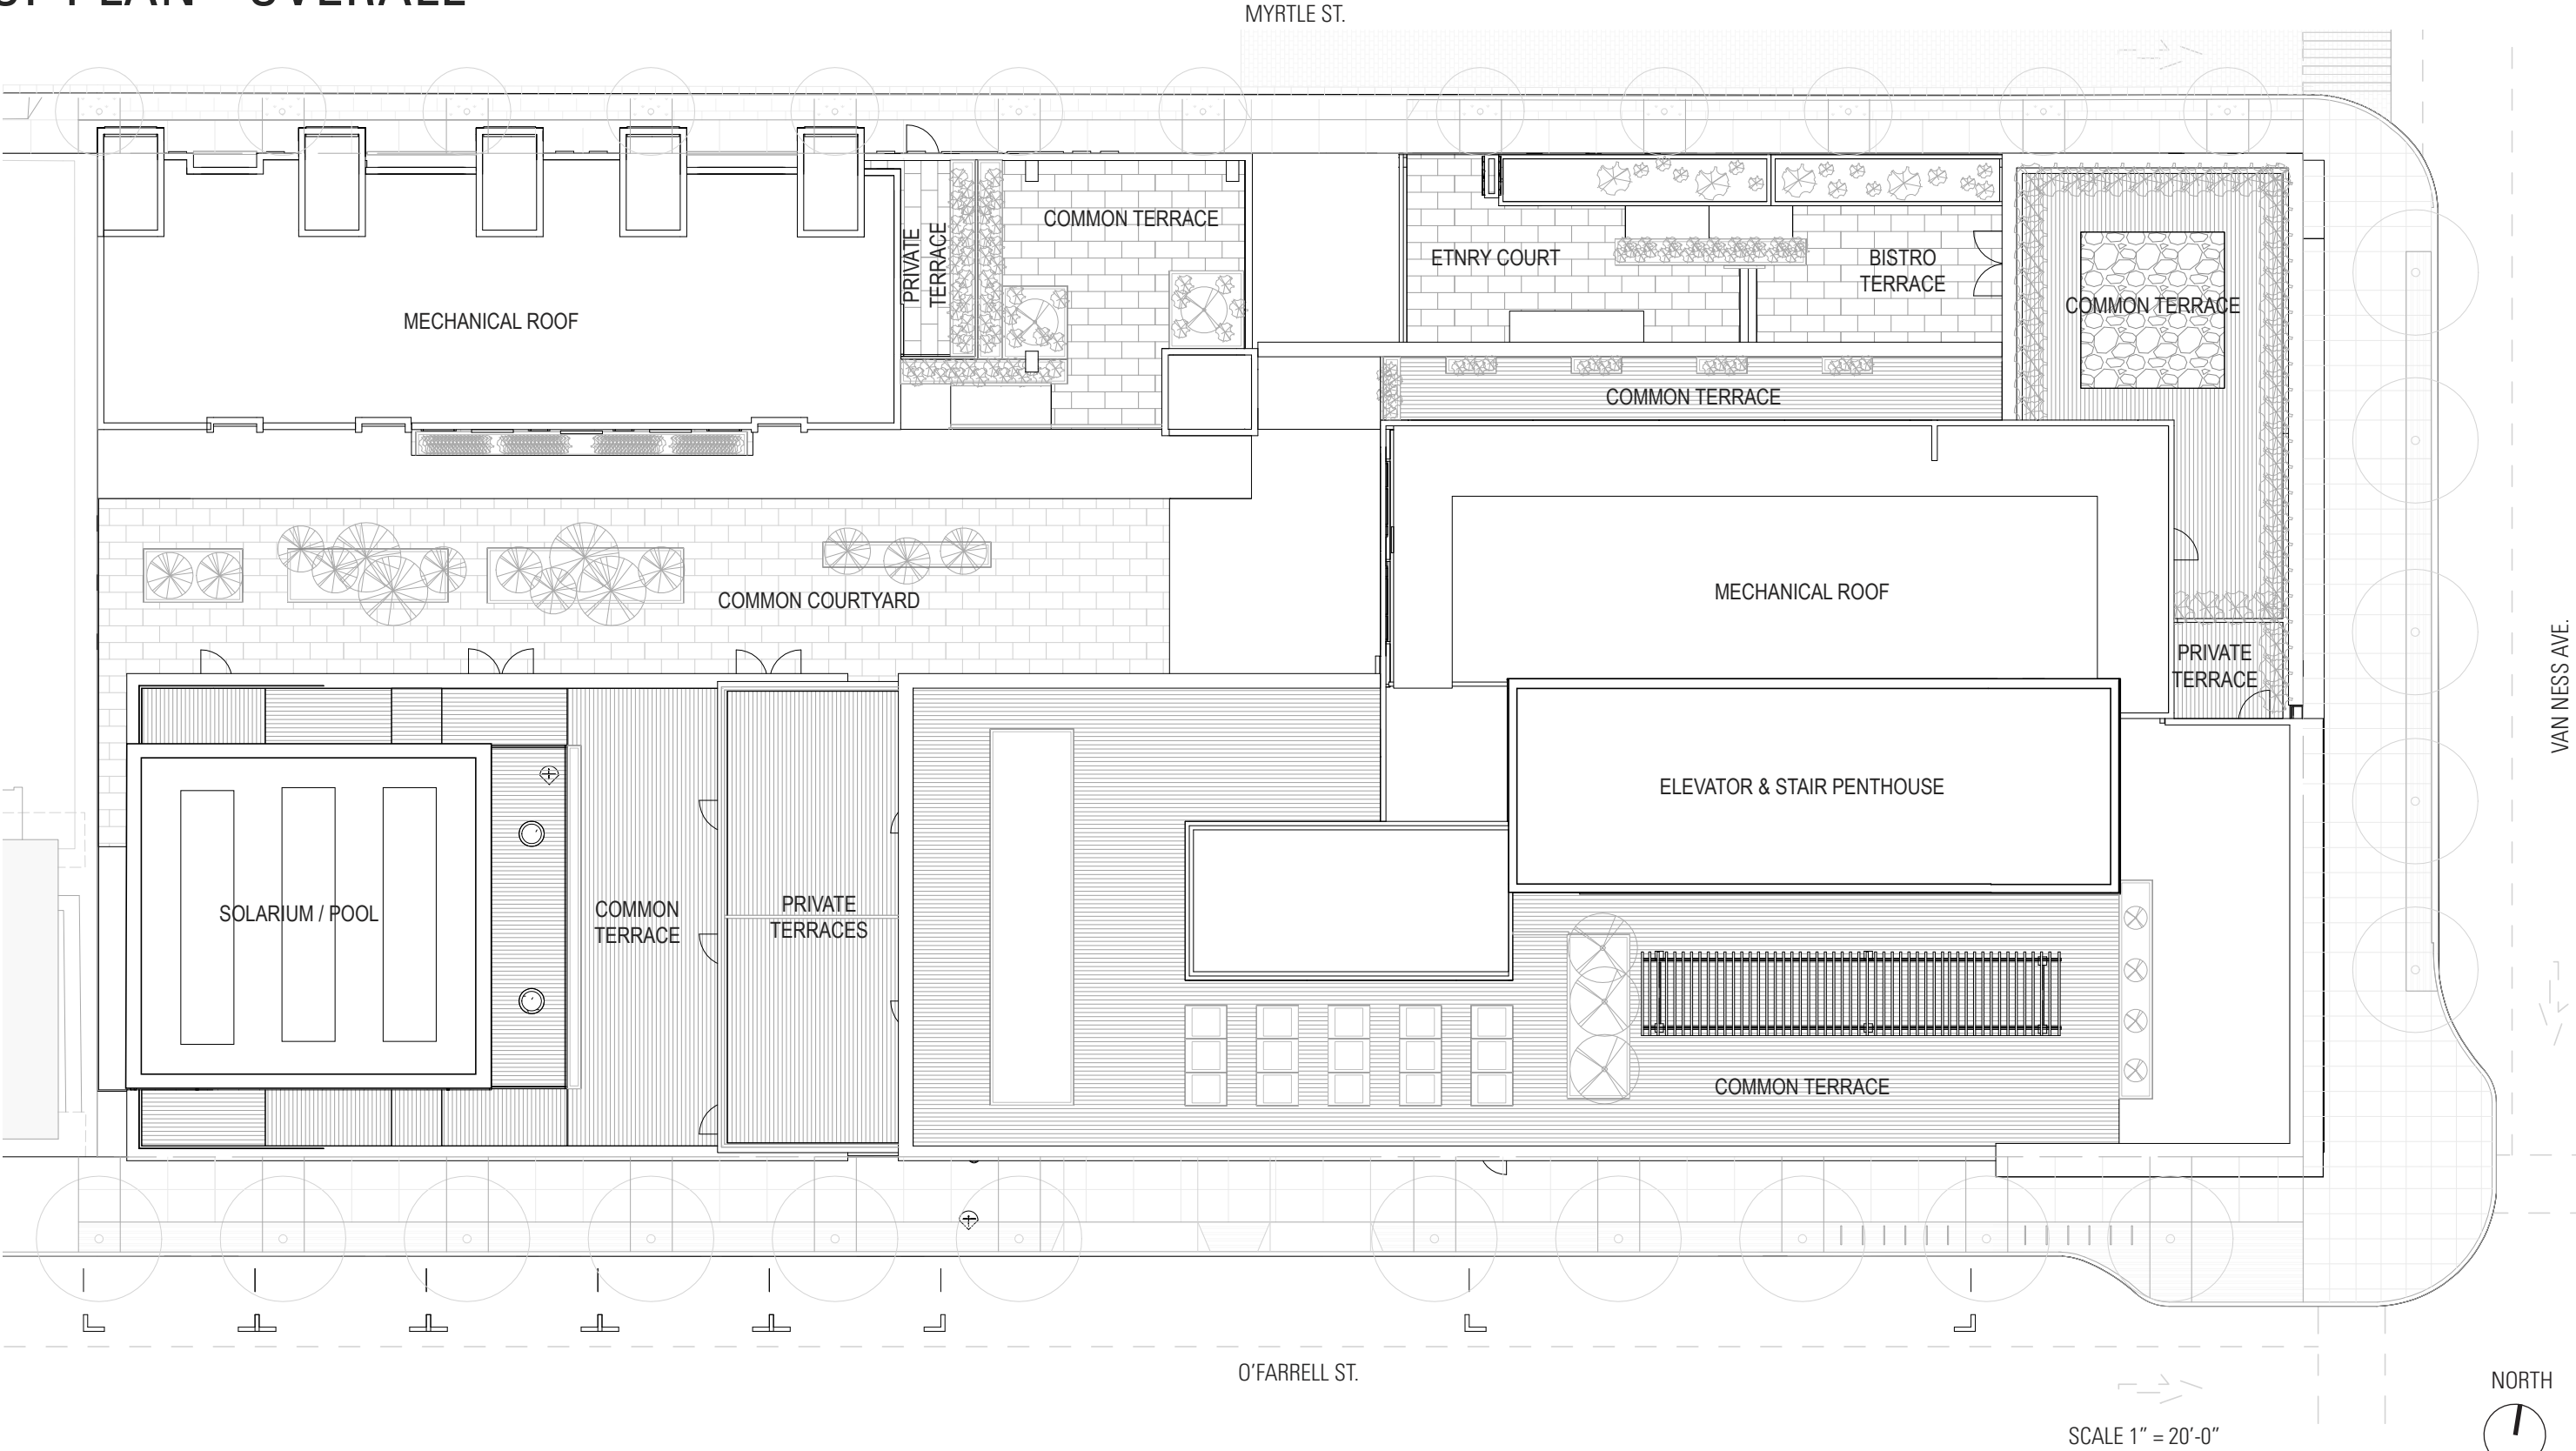 PLAN - OVERALL
MYRTLE ST.
COMMON TERRACE
PRIVATE
TERRACE
MECHANICAL ROOF
ETNRY COURT
BISTRO
TERRACE
COMMON TERRACE
COMMON TERRACE
COMMON COURTYARD
MECHANICAL ROOF
PRIVATE
TERRACE
VAN NESS AVE.
ELEVATOR & STAIR PENTHOUSE
SOLARIUM / POOL
COMMON
TERRACE
PRIVATE
TERRACES
COMMON TERRACE
O'FARRELL ST.
NORTH
SCALE 1" = 20'-0"